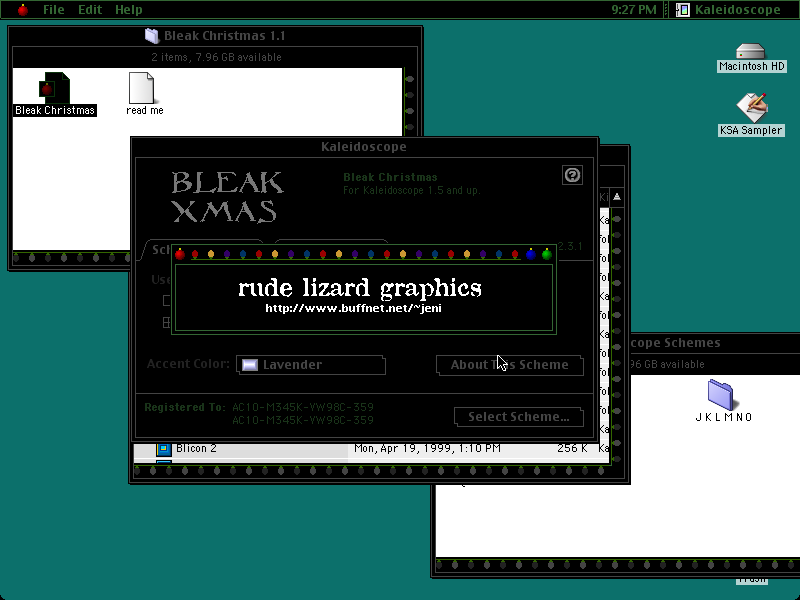 File Edit Help
9:27 PM
Kaleidoscope
Bleak Christmas 1.1
2 items, 7.96 GB available
Bleak Christmas
read me
Macintosh HD
KSA Sampler
Kaleidoscope
BLEAK
XMAS
Bleak Christmas
For Kaleidoscope 1.5 and up.
2.3.1
rude lizard graphics
http://www.buffnet.net/~jeni
Accent Color:
Lavender
About This Scheme
Registered To: AC10-M345K-YW98C-359
AC10-M345K-YW98C-359
Select Scheme...
Blicon 2
Mon, Apr 19, 1999, 1:10 PM
256 K
Ka
cope Schemes
96 GB available
J K L M N O
Trash